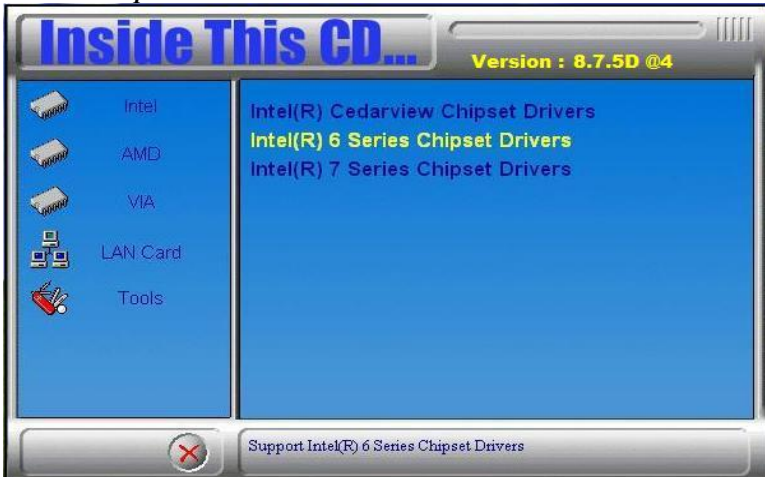 Inside This CD...
Version : 8.7.5D @4
Intel
AMD
VIA
LAN Card
Tools
Intel(R) Cedarview Chipset Drivers
Intel(R) 6 Series Chipset Drivers
Intel(R) 7 Series Chipset Drivers
Support Intel(R) 6 Series Chipset Drivers